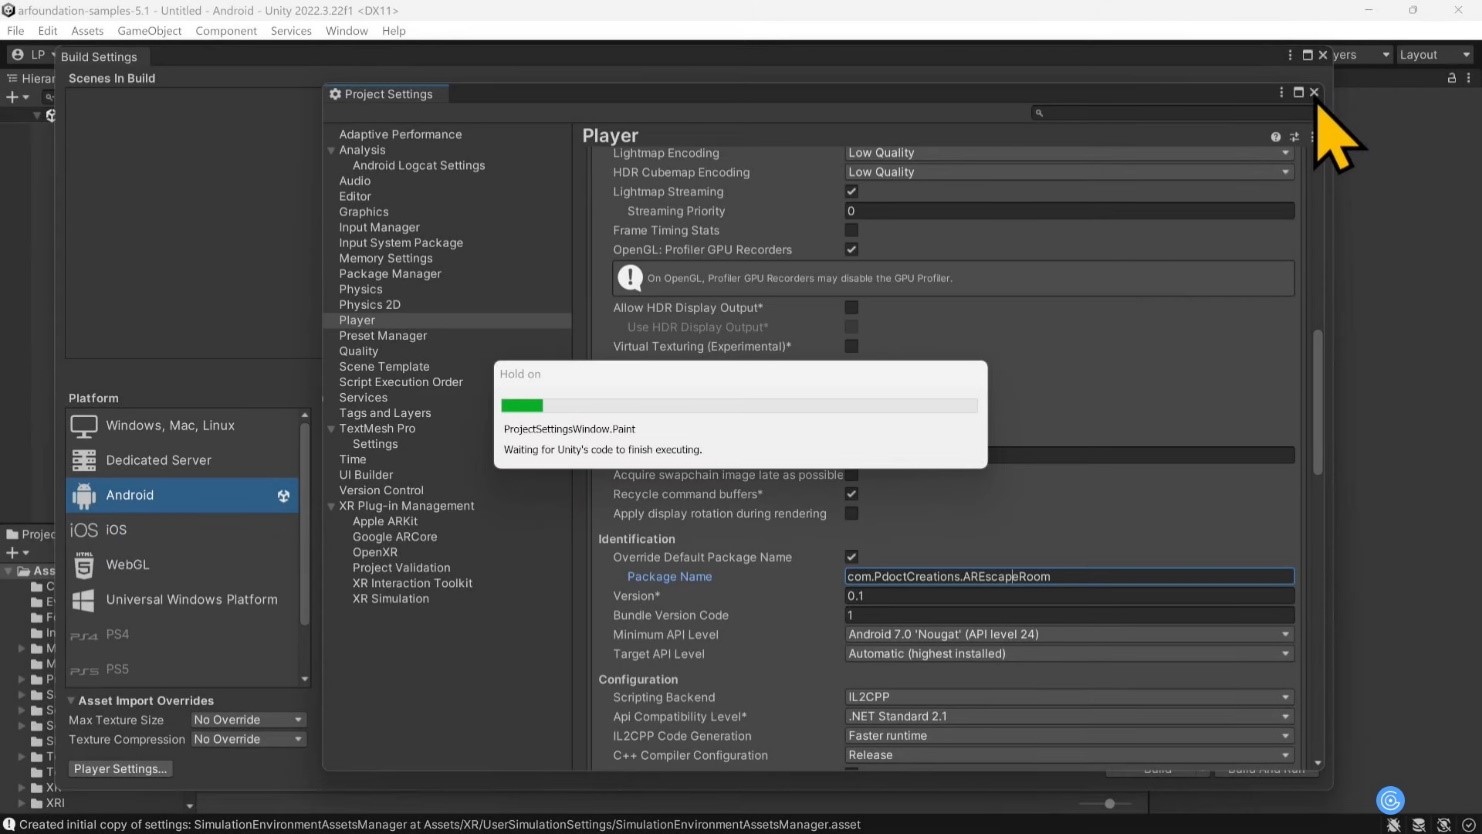 arfoundation-samples-5.1 - Untitled - Android - Unity 2022.3.22f1 <DX11>
File Edit Assets GameObject Component Services Window Help
LP Build Settings yers Layout
Hierar Scenes In Build
Project Settings
Player
Adaptive Performance
Analysis
Android Logcat Settings
Audio
Editor
Graphics
Input Manager
Input System Package
Memory Settings
Package Manager
Physics
Physics 2D
Player
Preset Manager
Quality
Scene Template
Script Execution Order
Services
Tags and Layers
TextMesh Pro
Settings
Time
UI Builder
Version Control
XR Plug-in Management
Apple ARKit
Google ARCore
OpenXR
Project Validation
XR Interaction Toolkit
XR Simulation
Lightmap Encoding Low Quality
HDR Cubemap Encoding Low Quality
Lightmap Streaming
Streaming Priority 0
Frame Timing Stats
OpenGL: Profiler GPU Recorders
On OpenGL, Profiler GPU Recorders may disable the GPU Profiler.
Allow HDR Display Output*
Use HDR Display Output*
Virtual Texturing (Experimental)*
Hold on
ProjectSettingsWindow.Paint
Waiting for Unity's code to finish executing.
Acquire swapchain image late as possible
Recycle command buffers*
Apply display rotation during rendering
Identification
Override Default Package Name
Package Name com.PdoctCreations.AREscapeRoom
Version* 0.1
Bundle Version Code 1
Minimum API Level Android 7.0 'Nougat' (API level 24)
Target API Level Automatic (highest installed)
Configuration
Scripting Backend IL2CPP
Api Compatibility Level* .NET Standard 2.1
IL2CPP Code Generation Faster runtime
C++ Compiler Configuration Release
Build Build And Run
Platform
Windows, Mac, Linux
Dedicated Server
Android
iOS iOS
HTML 5 WebGL
Universal Windows Platform
PS4 PS4
PS5 PS5
Asset Import Overrides
Max Texture Size No Override
Texture Compression No Override
Player Settings...
Projec
Ass
XRI
Created initial copy of settings: SimulationEnvironmentAssetsManager at Assets/XR/UserSimulationSettings/SimulationEnvironmentAssetsManager.asset